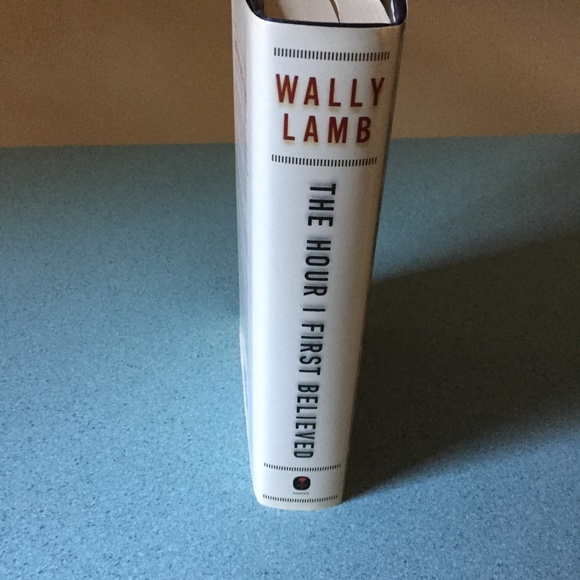 WALLY
LAMB
THE HOUR I FIRST BELIEVED